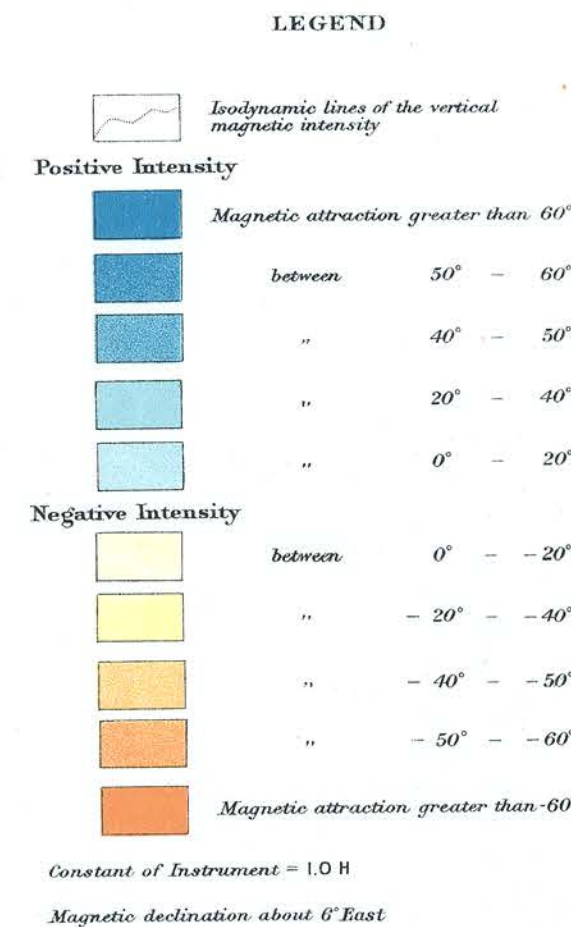 LEGEND
Isodynamic lines of the vertical
magnetic intensity
Positive Intensity
Magnetic attraction greater than 60°
between 50° – 60°
„ 40° – 50°
„ 20° – 40°
„ 0° – 20°
Negative Intensity
between 0° – – 20°
„ – 20° – – 40°
„ – 40° – – 50°
„ – 50° – – 60°
Magnetic attraction greater than -60
Constant of Instrument = 1.0 H
Magnetic declination about 6° East